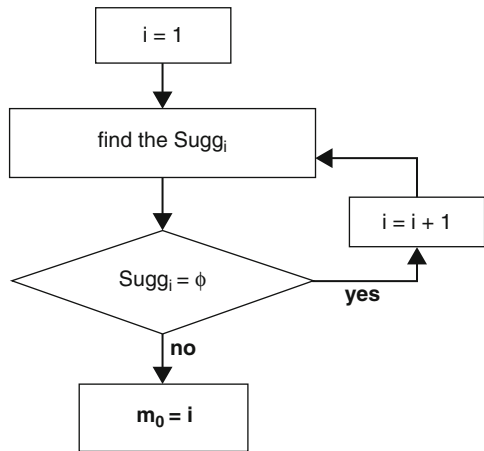 i = 1
find the Suggᵢ
i = i + 1
Suggᵢ = ϕ
yes
no
m₀ = i